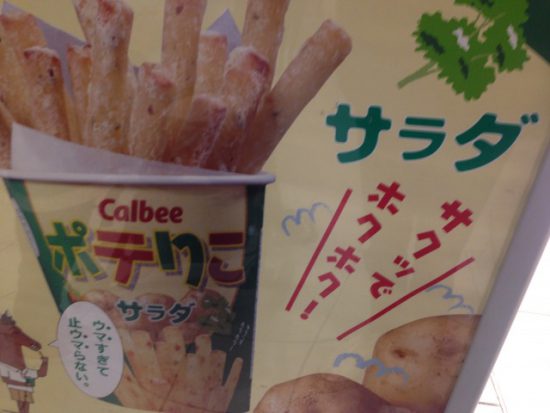 サラダ
サクッで
ホクホク!
Calbee
ポテりこ
サラダ
ウマすぎて
止ウマらない。